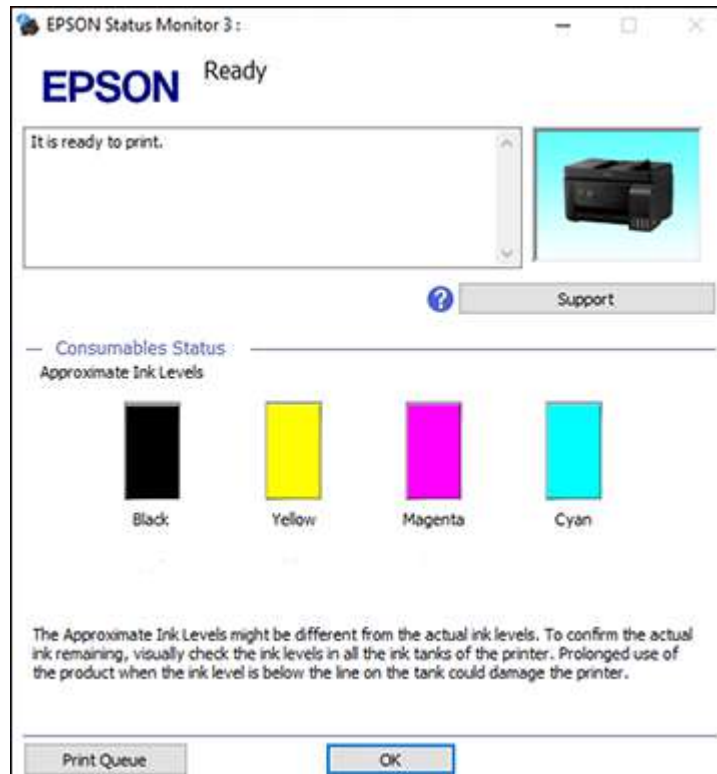 EPSON Status Monitor 3 :
EPSON
Ready
It is ready to print.
Support
Consumables Status
Approximate Ink Levels
Black Yellow Magenta Cyan
The Approximate Ink Levels might be different from the actual ink levels. To confirm the actual
ink remaining, visually check the ink levels in all the ink tanks of the printer. Prolonged use of
the product when the ink level is below the line on the tank could damage the printer.
Print Queue OK